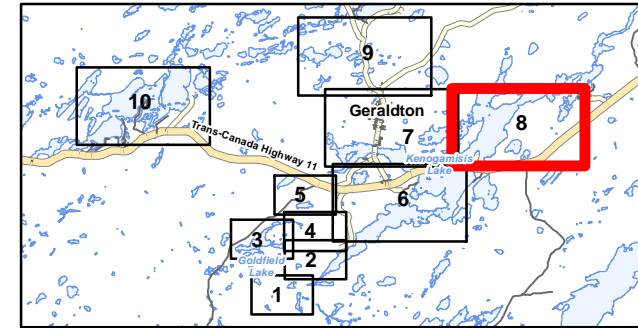 9
10
Geraldton
8
7
Trans-Canada Highway 11
Kenogamisis
Lake
5
6
3
4
Goldfield
Lake
2
1